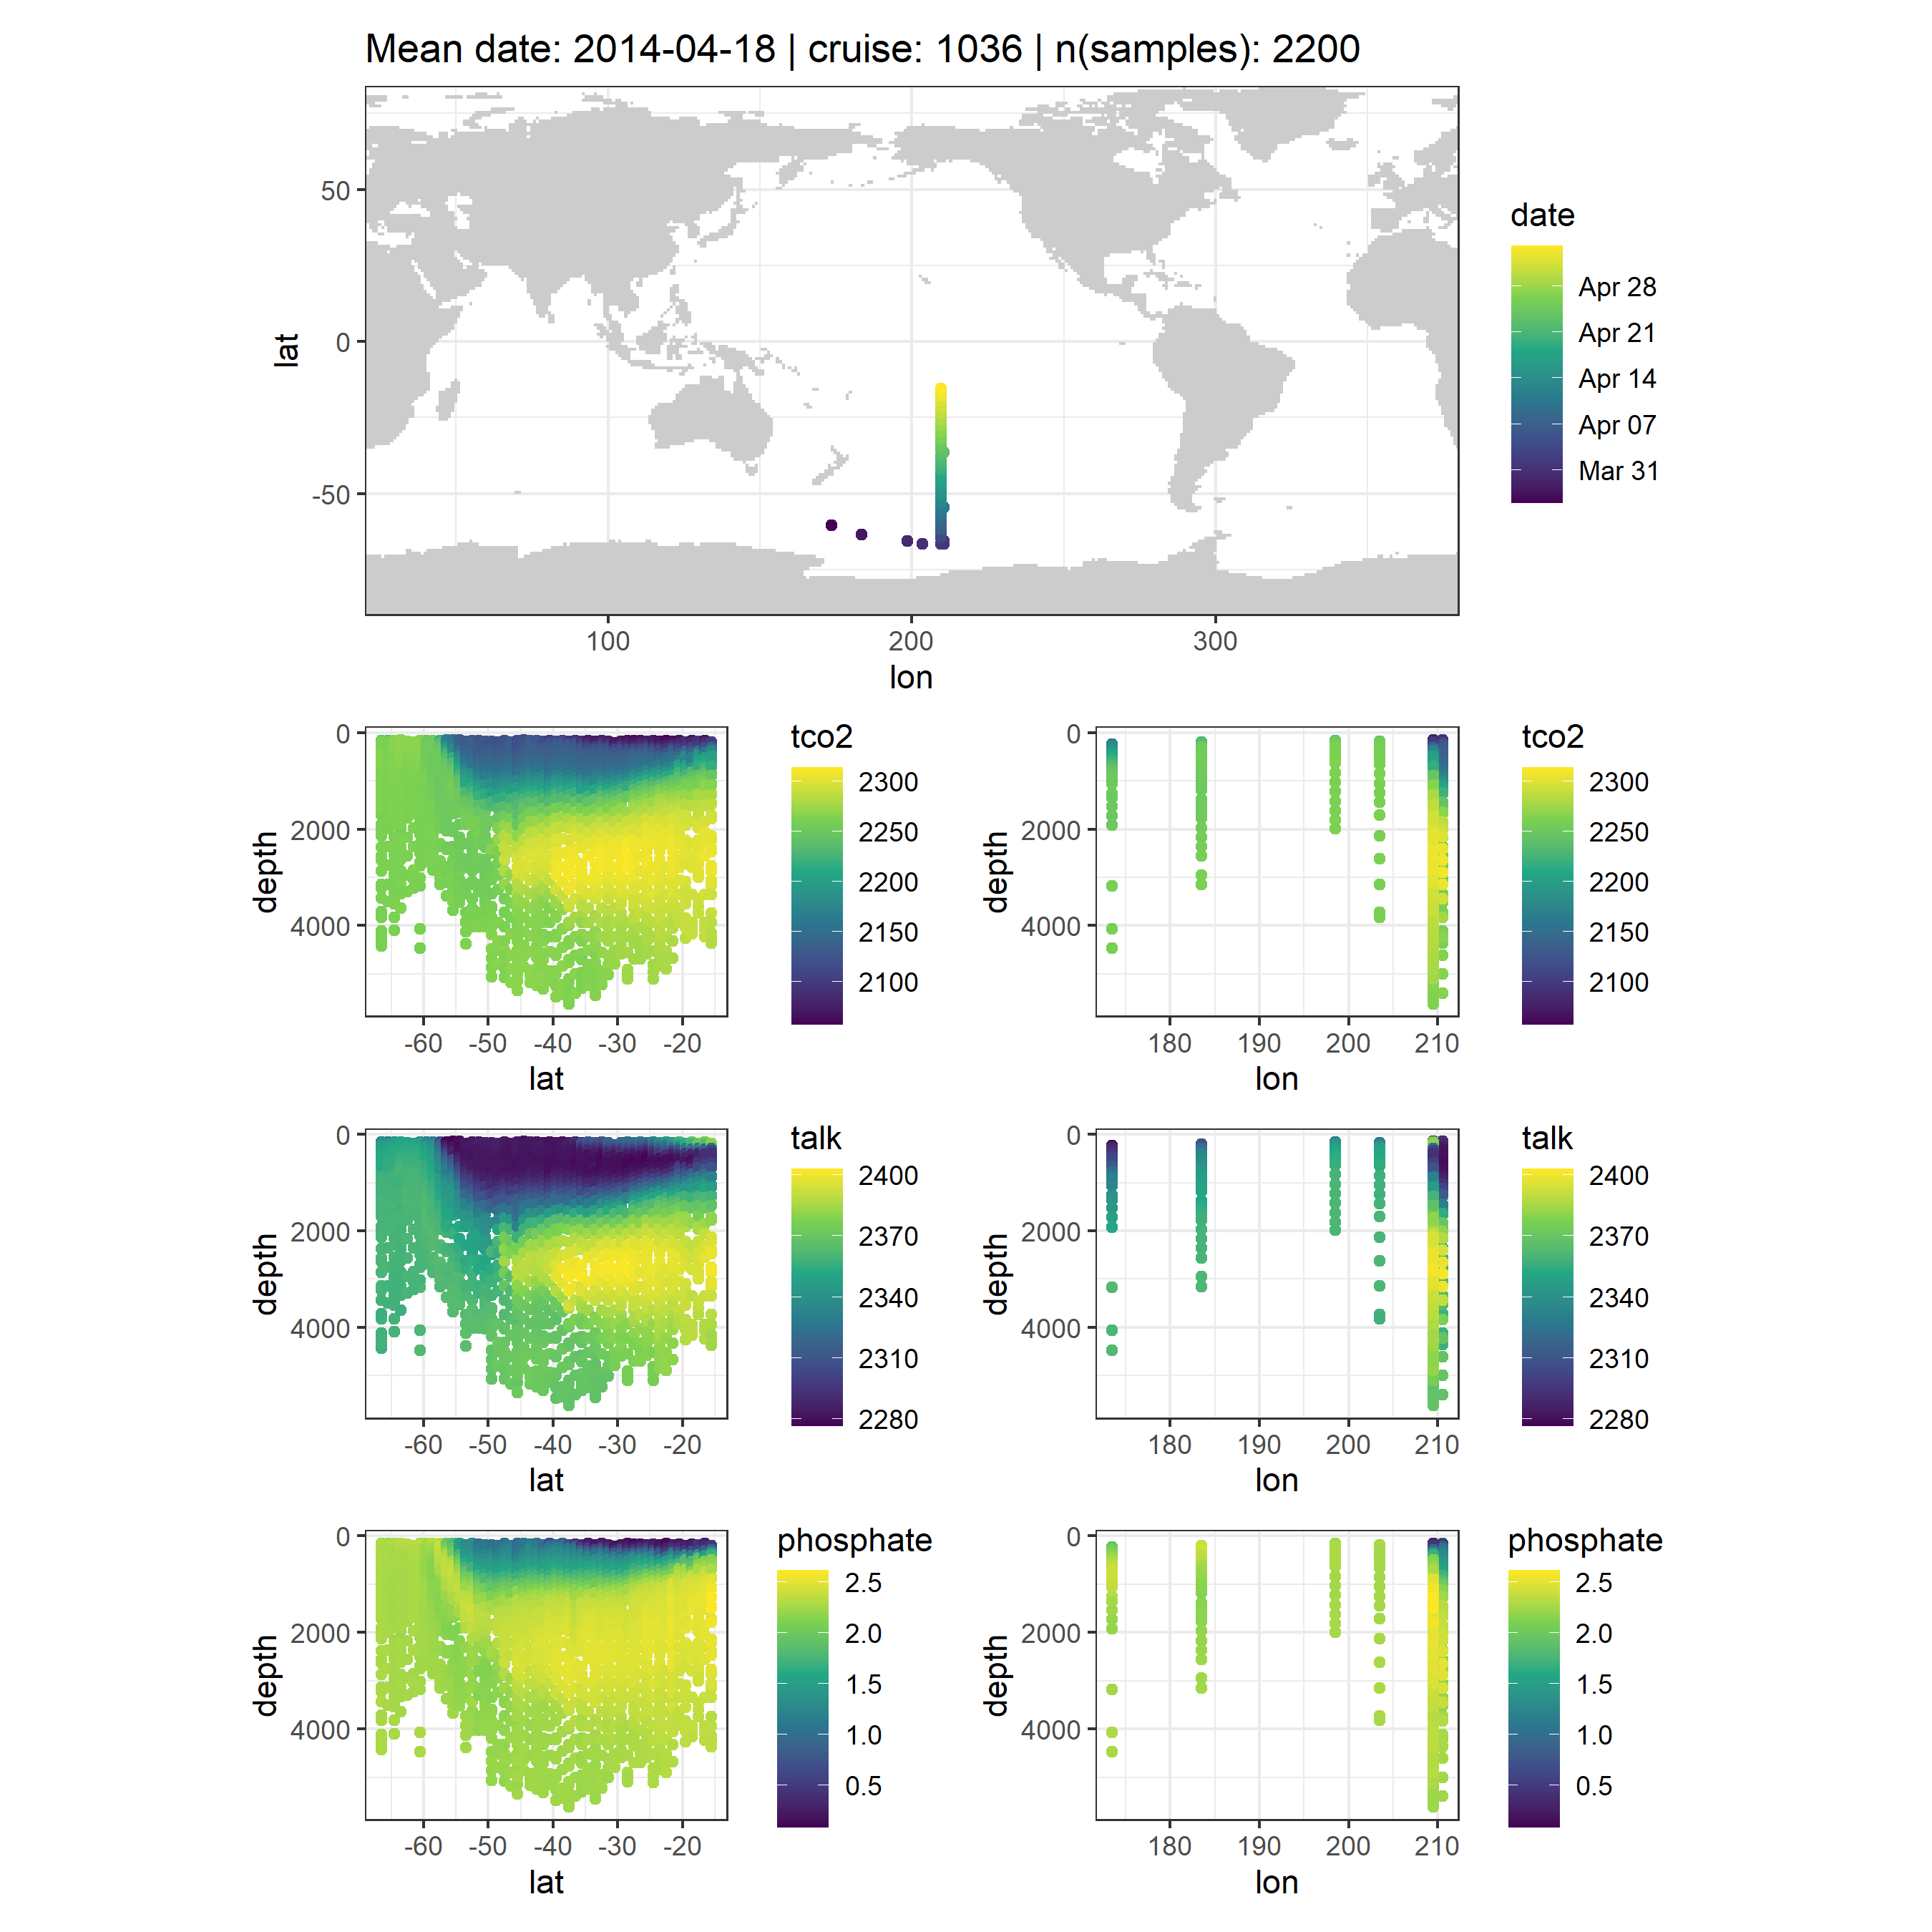 Mean date: 2014-04-18 | cruise: 1036 | n(samples): 2200
50
0
-50
lat
100 200 300
lon
date
Apr 28
Apr 21
Apr 14
Apr 07
Mar 31
0
2000
4000
depth
-60 -50 -40 -30 -20
lat
tco2
2300
2250
2200
2150
2100
0
2000
4000
depth
180 190 200 210
lon
tco2
2300
2250
2200
2150
2100
0
2000
4000
depth
-60 -50 -40 -30 -20
lat
talk
2400
2370
2340
2310
2280
0
2000
4000
depth
180 190 200 210
lon
talk
2400
2370
2340
2310
2280
0
2000
4000
depth
-60 -50 -40 -30 -20
lat
phosphate
2.5
2.0
1.5
1.0
0.5
0
2000
4000
depth
180 190 200 210
lon
phosphate
2.5
2.0
1.5
1.0
0.5